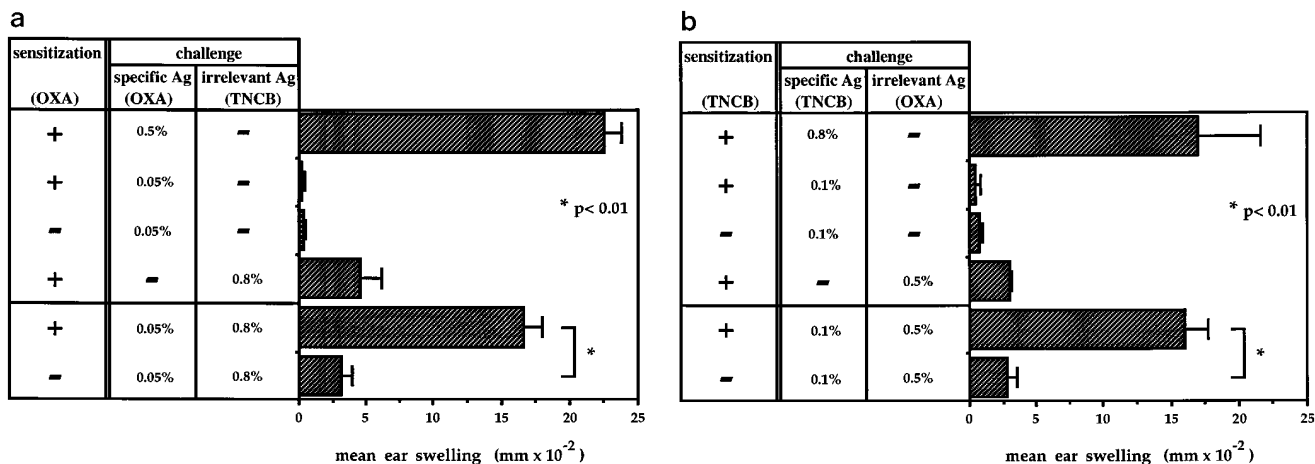 a
sensitization challenge
specific Ag irrelevant Ag
(OXA) (OXA) (TNCB)
+ 0.5% -
+ 0.05% -
- 0.05% -
+ - 0.8%
+ 0.05% 0.8%
- 0.05% 0.8%
* p< 0.01
*
0 5 10 15 20 25
mean ear swelling (mm x 10⁻²)
b
sensitization challenge
specific Ag irrelevant Ag
(TNCB) (TNCB) (OXA)
+ 0.8% -
+ 0.1% -
- 0.1% -
+ - 0.5%
+ 0.1% 0.5%
- 0.1% 0.5%
* p< 0.01
*
0 5 10 15 20 25
mean ear swelling (mm x 10⁻²)